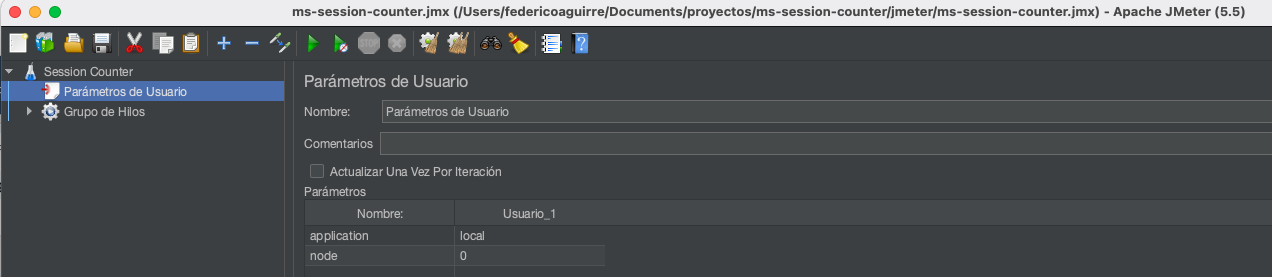 ms-session-counter.jmx (/Users/federicoaguirre/Documents/proyectos/ms-session-counter/jmeter/ms-session-counter.jmx) - Apache JMeter (5.5)
STOP
Session Counter
Parámetros de Usuario
Grupo de Hilos
Parámetros de Usuario
Nombre: Parámetros de Usuario
Comentarios
Actualizar Una Vez Por Iteración
Parámetros
Nombre: Usuario_1
application local
node 0